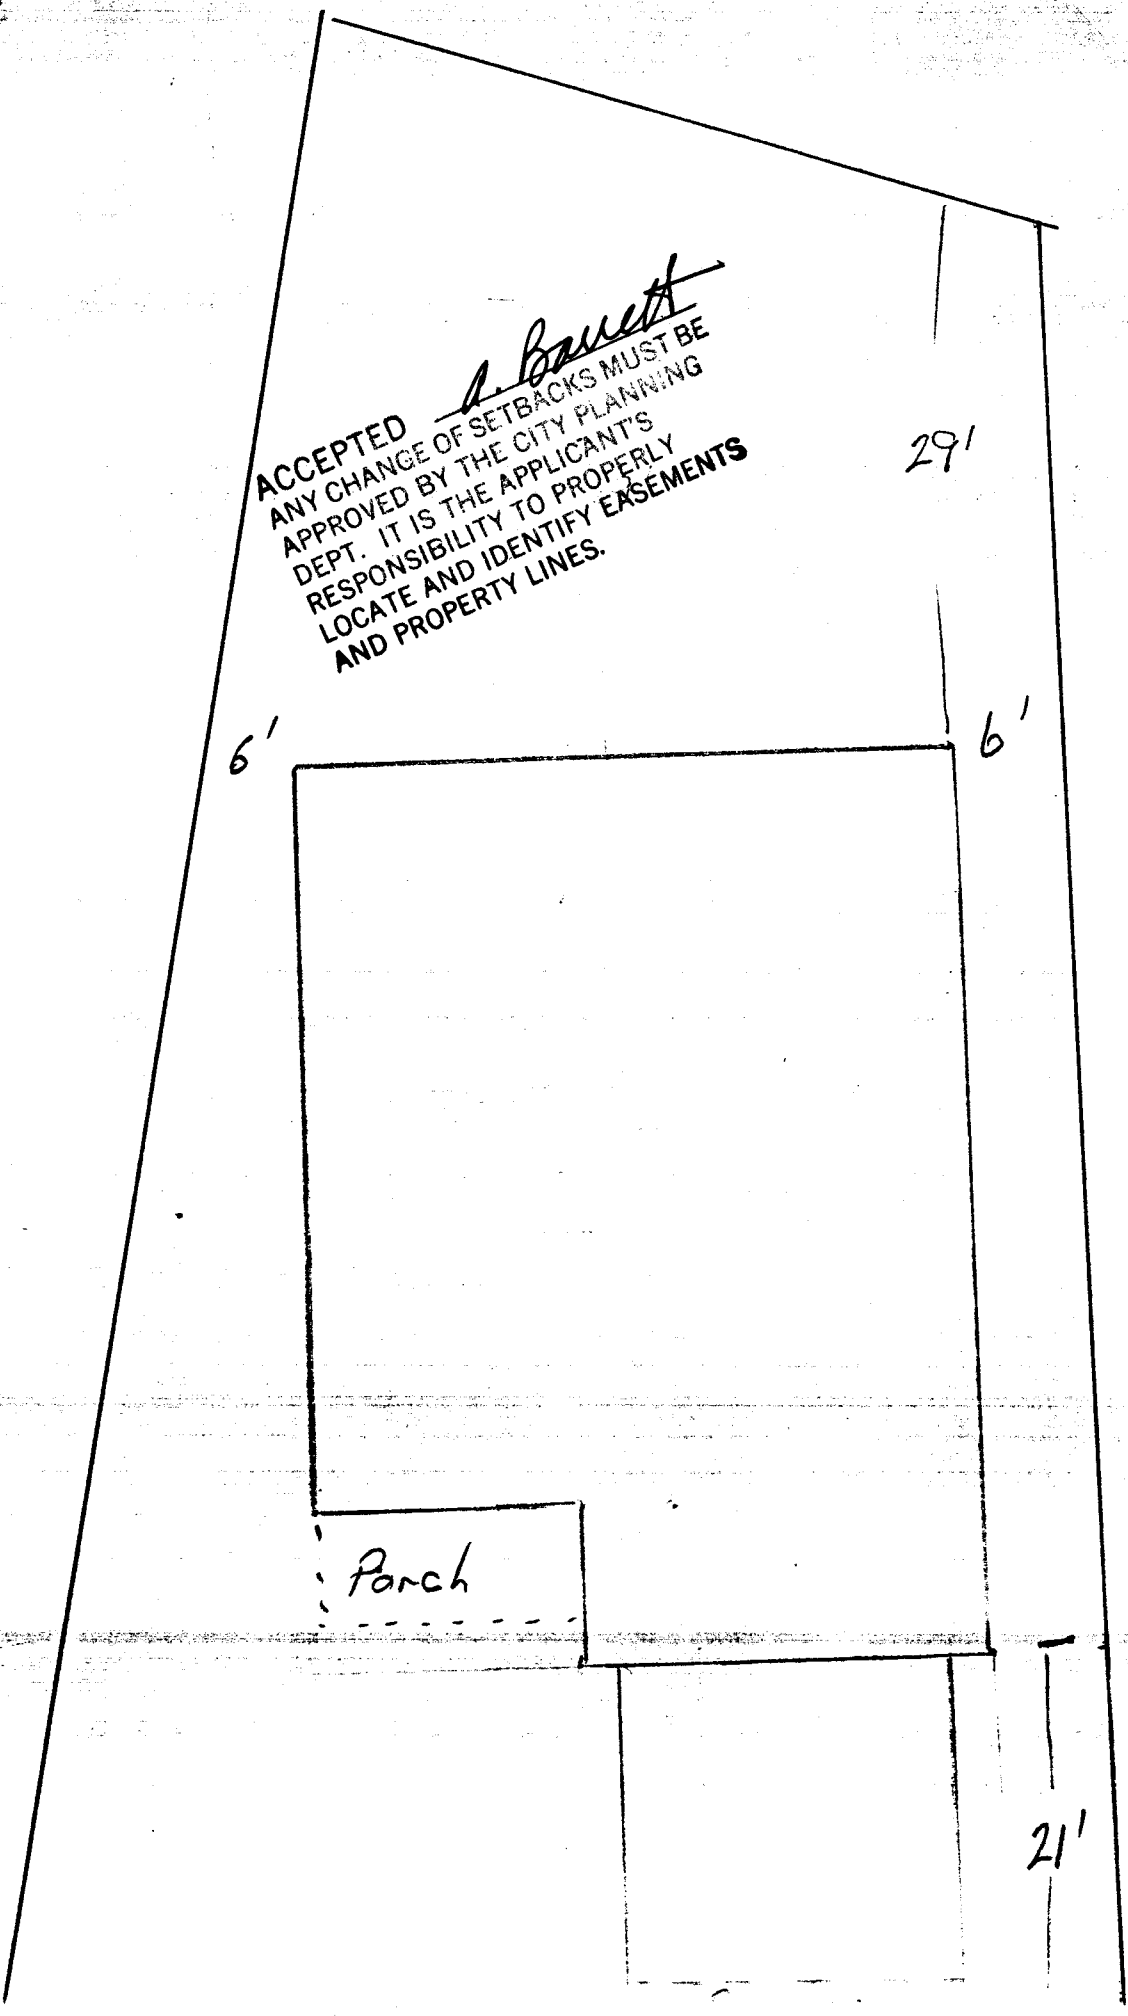 ACCEPTED A. Barrett
ANY CHANGE OF SETBACKS MUST BE
APPROVED BY THE CITY PLANNING
DEPT. IT IS THE APPLICANT'S
RESPONSIBILITY TO PROPERLY
LOCATE AND IDENTIFY EASEMENTS
AND PROPERTY LINES.
29'
6'
6'
Porch
21'